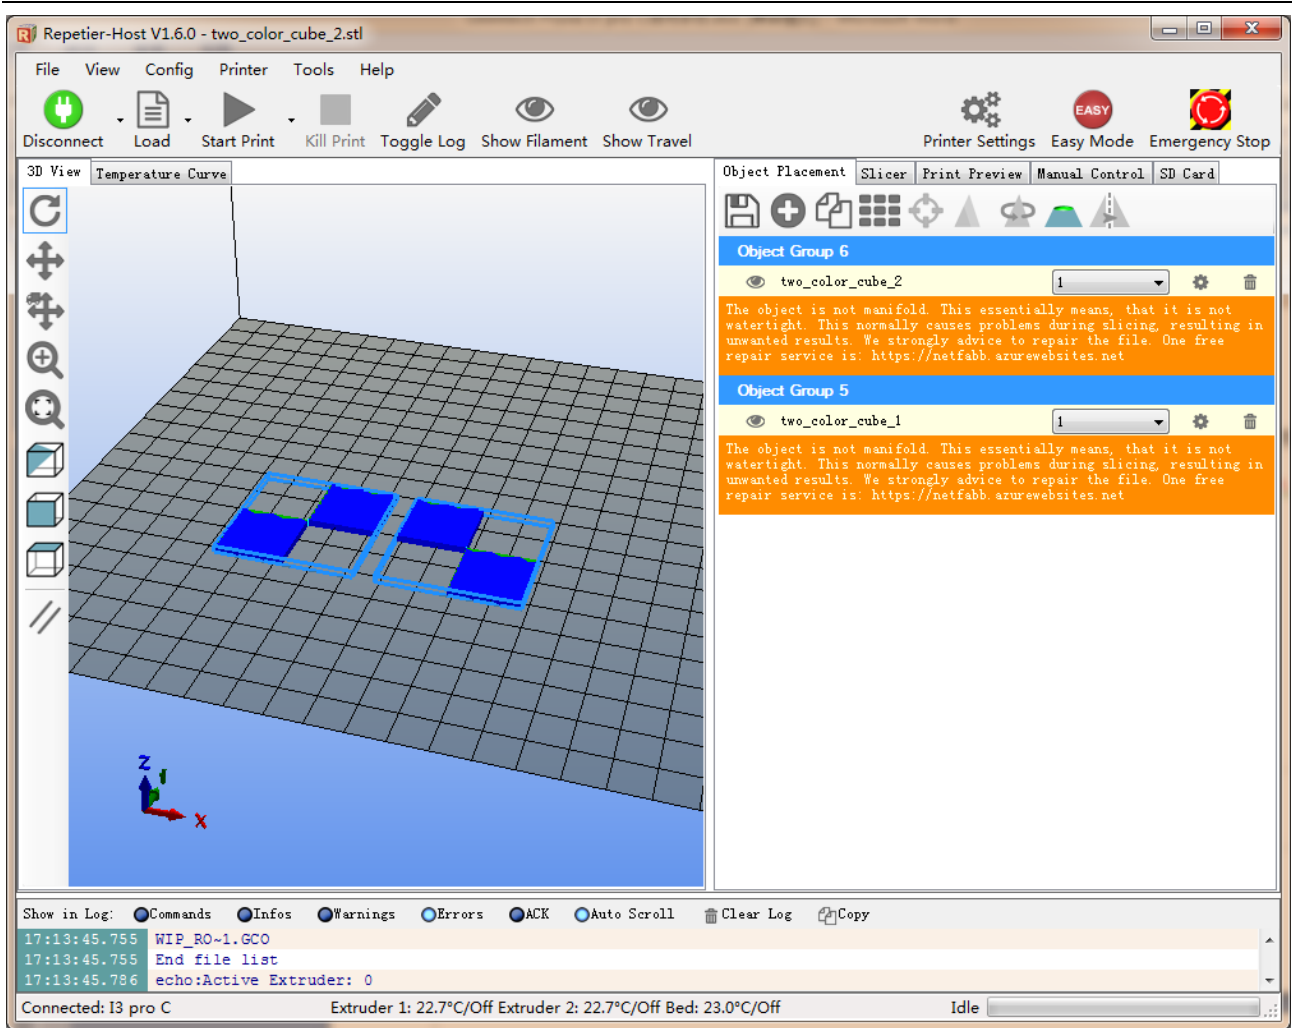 Repetier-Host V1.6.0 - two_color_cube_2.stl
File View Config Printer Tools Help
Disconnect Load Start Print Kill Print Toggle Log Show Filament Show Travel Printer Settings EASY Easy Mode Emergency Stop
3D View Temperature Curve
Object Placement Slicer Print Preview Manual Control SD Card
Object Group 6
two_color_cube_2 1
The object is not manifold. This essentially means, that it is not
watertight. This normally causes problems during slicing, resulting in
unwanted results. We strongly advice to repair the file. One free
repair service is: https://netfabb.azurewebsites.net
Object Group 5
two_color_cube_1 1
The object is not manifold. This essentially means, that it is not
watertight. This normally causes problems during slicing, resulting in
unwanted results. We strongly advice to repair the file. One free
repair service is: https://netfabb.azurewebsites.net
Z
X
Show in Log: Commands Infos Warnings Errors ACK Auto Scroll Clear Log Copy
17:13:45.755 WIP_RO~1.GCO
17:13:45.755 End file list
17:13:45.786 echo:Active Extruder: 0
Connected: I3 pro C Extruder 1: 22.7°C/Off Extruder 2: 22.7°C/Off Bed: 23.0°C/Off Idle